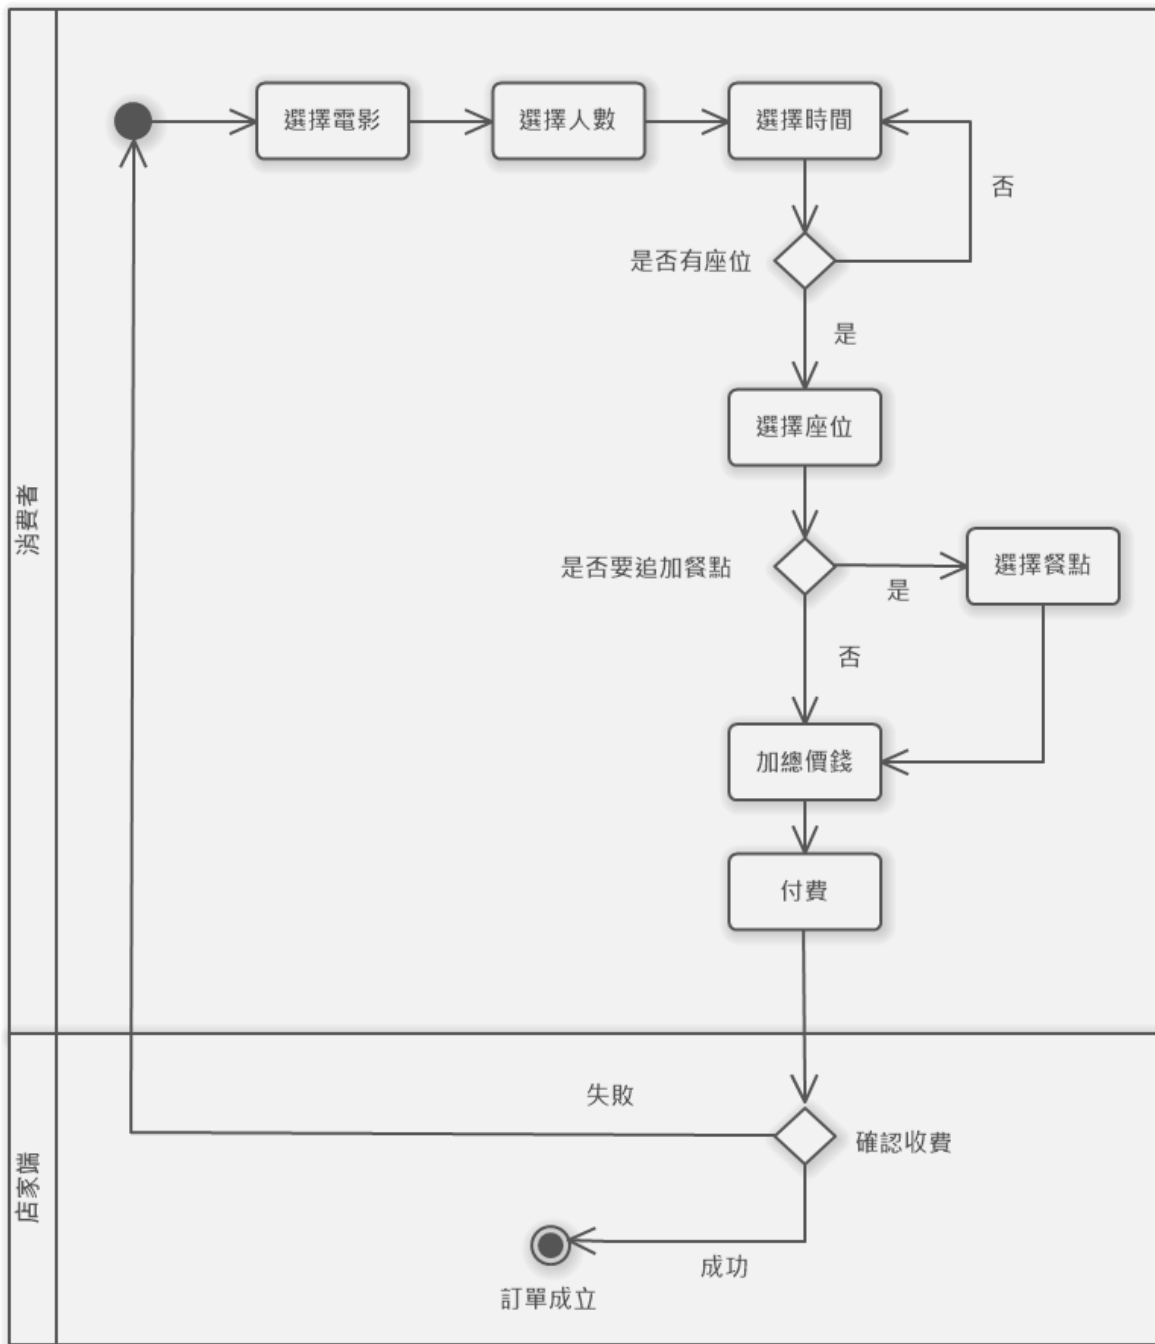 選擇電影
選擇人數
選擇時間
否
是否有座位
是
選擇座位
消費者
是否要追加餐點
是
選擇餐點
否
加總價錢
付費
失敗
確認收費
店家端
成功
訂單成立